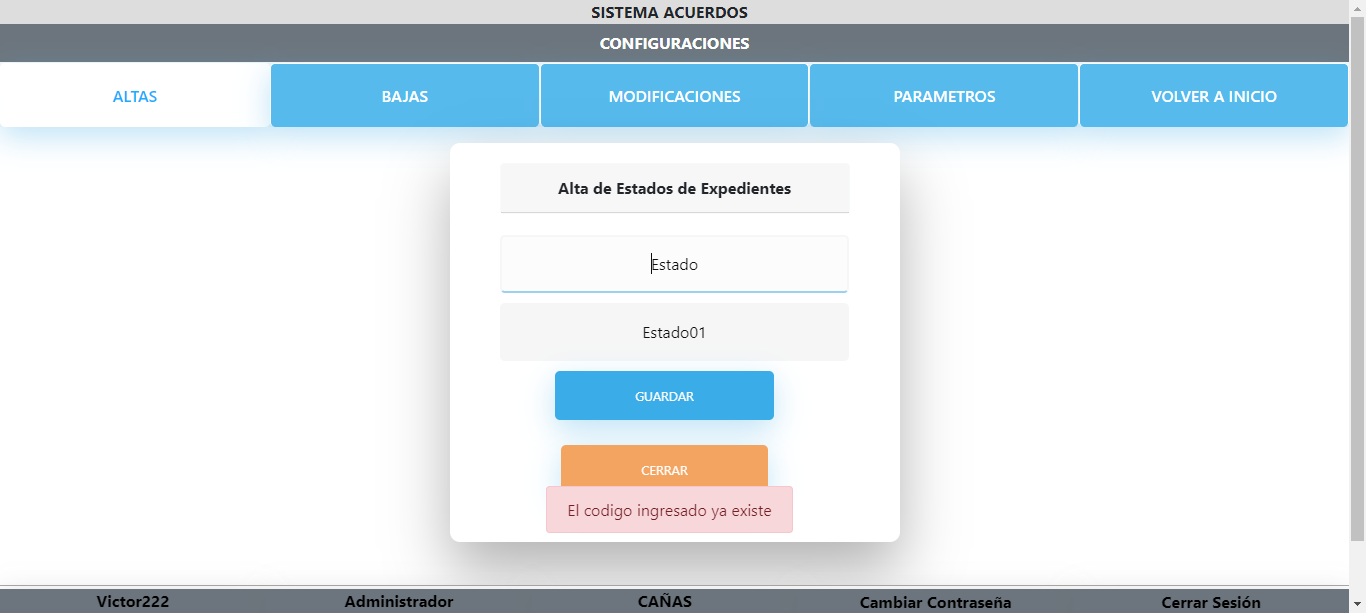 SISTEMA ACUERDOS
CONFIGURACIONES
ALTAS BAJAS MODIFICACIONES PARAMETROS VOLVER A INICIO
Alta de Estados de Expedientes
Estado
Estado01
GUARDAR
CERRAR
El codigo ingresado ya existe
Victor222 Administrador CAÑAS Cambiar Contraseña Cerrar Sesión